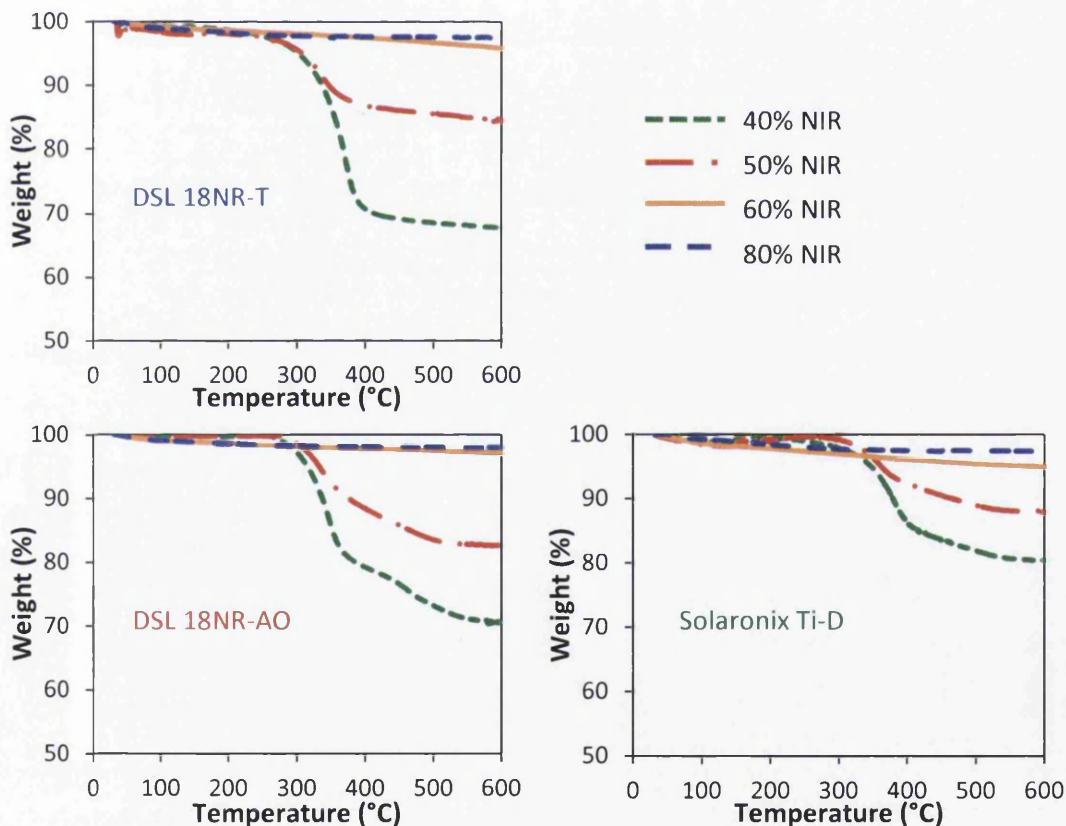 100
90
80
70
60
50
Weight (%)
DSL 18NR-T
0 100 200 300 400 500 600
Temperature (°C)
40% NIR
50% NIR
60% NIR
80% NIR
100
90
80
70
60
50
Weight (%)
DSL 18NR-AO
0 100 200 300 400 500 600
Temperature (°C)
100
90
80
70
60
50
Weight (%)
Solaronix Ti-D
0 100 200 300 400 500 600
Temperature (°C)